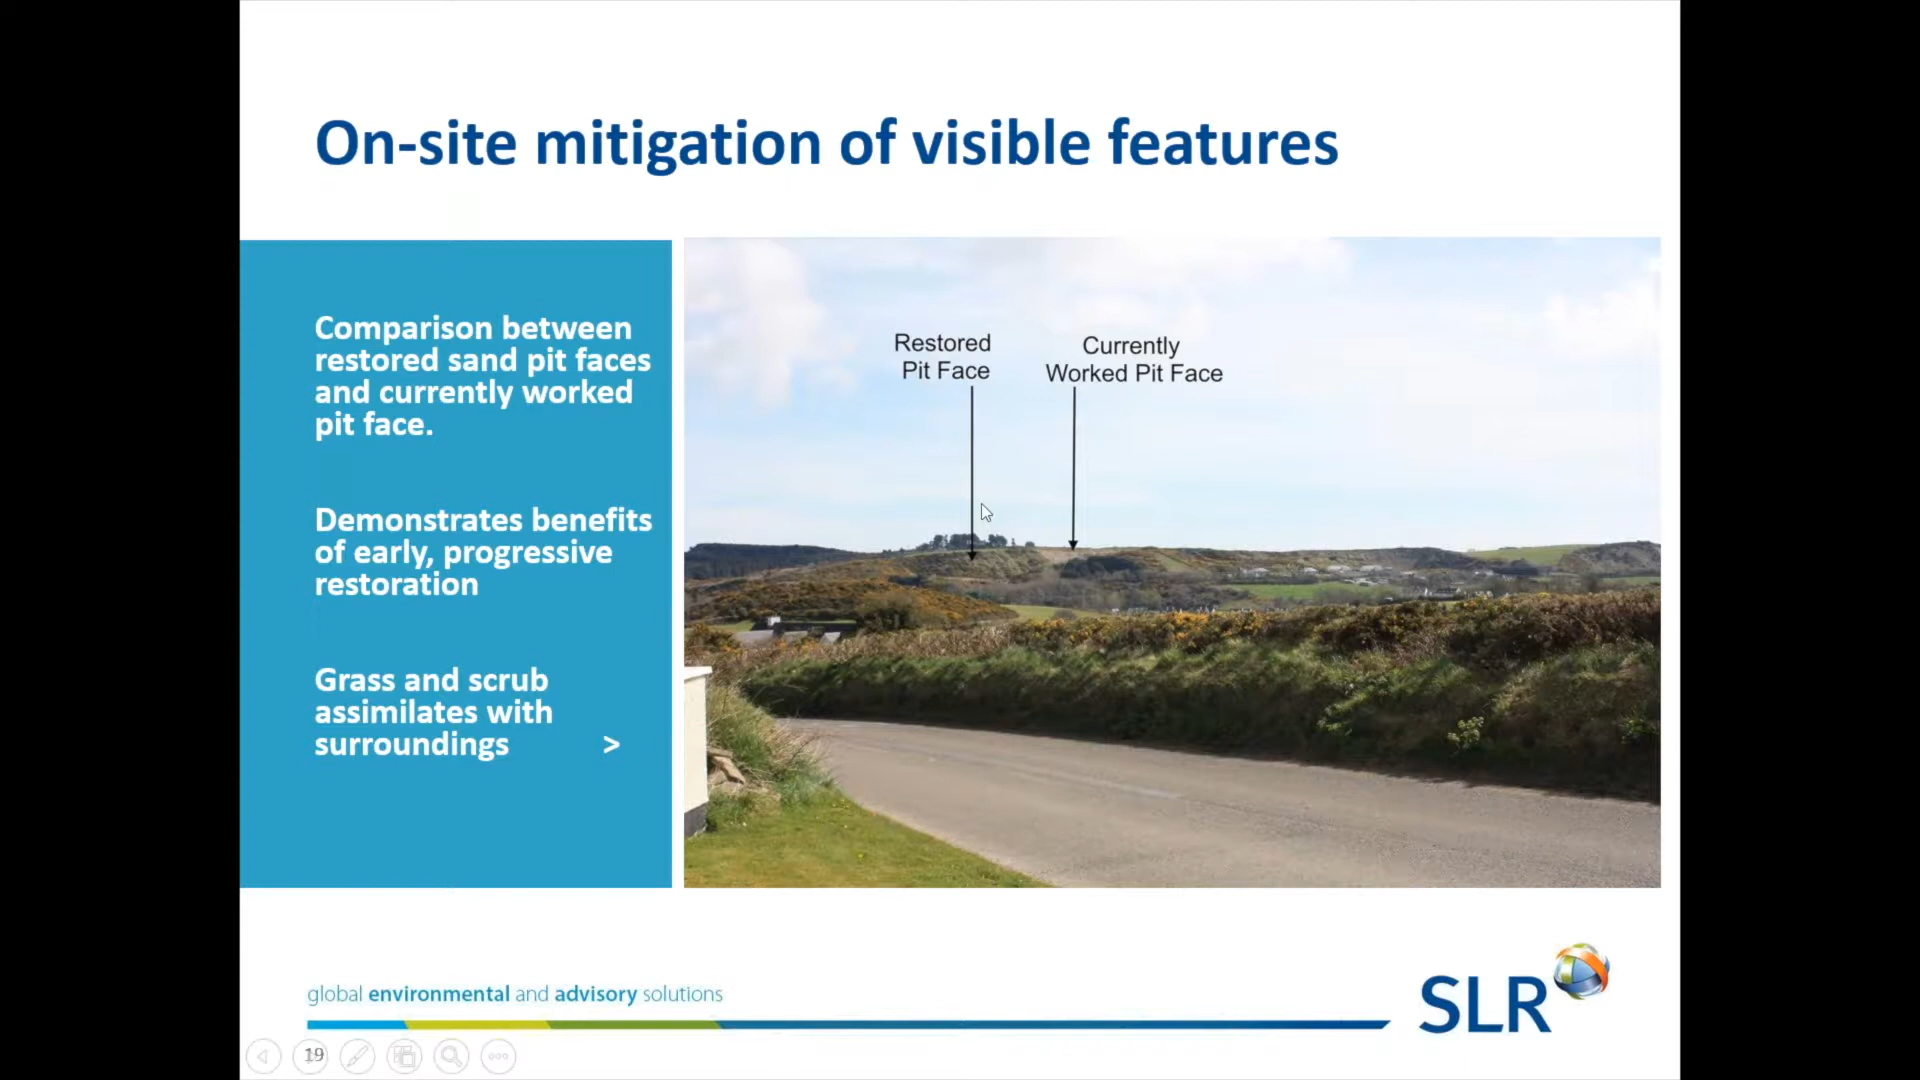 On-site mitigation of visible features
Comparison between
restored sand pit faces
and currently worked
pit face.
Demonstrates benefits
of early, progressive
restoration
Grass and scrub
assimilates with
surroundings >
Restored
Pit Face
Currently
Worked Pit Face
global environmental and advisory solutions
SLR
19